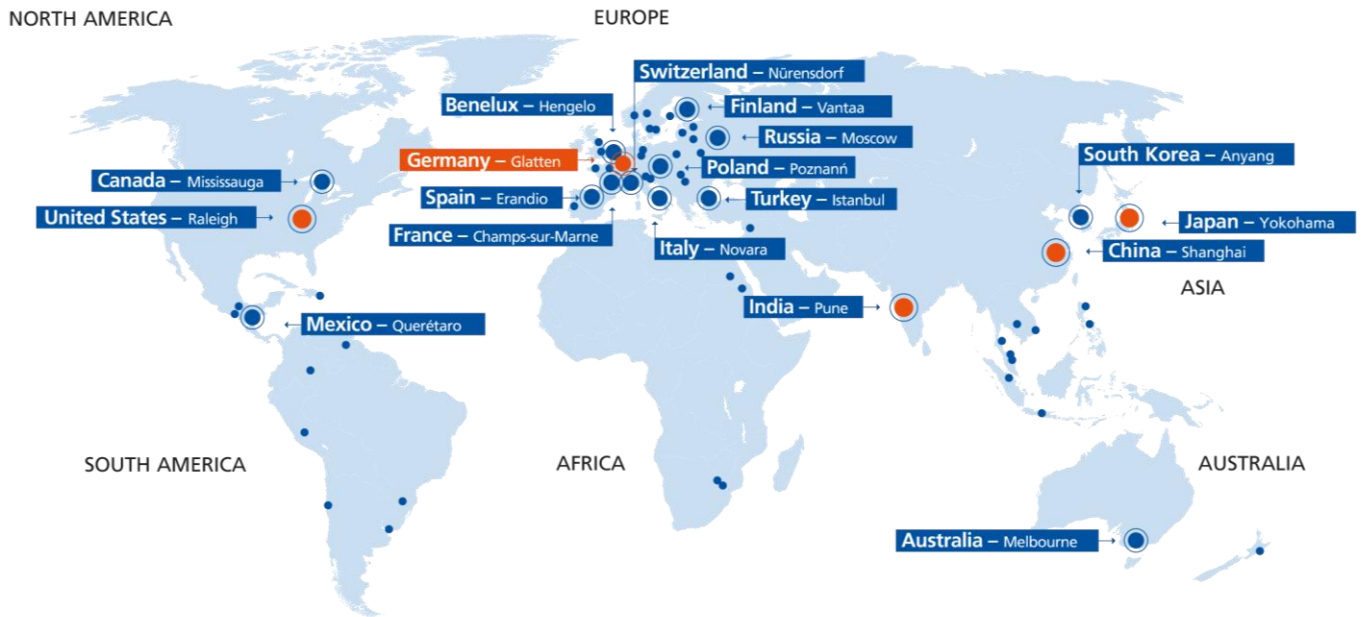 NORTH AMERICA
EUROPE
Switzerland – Nürensdorf
Benelux – Hengelo
Finland – Vantaa
Russia – Moscow
Germany – Glatten
South Korea – Anyang
Poland – Poznanń
Canada – Mississauga
Spain – Erandio
Turkey – Istanbul
United States – Raleigh
Japan – Yokohama
France – Champs-sur-Marne
Italy – Novara
China – Shanghai
ASIA
India – Pune
Mexico – Querétaro
SOUTH AMERICA
AFRICA
AUSTRALIA
Australia – Melbourne